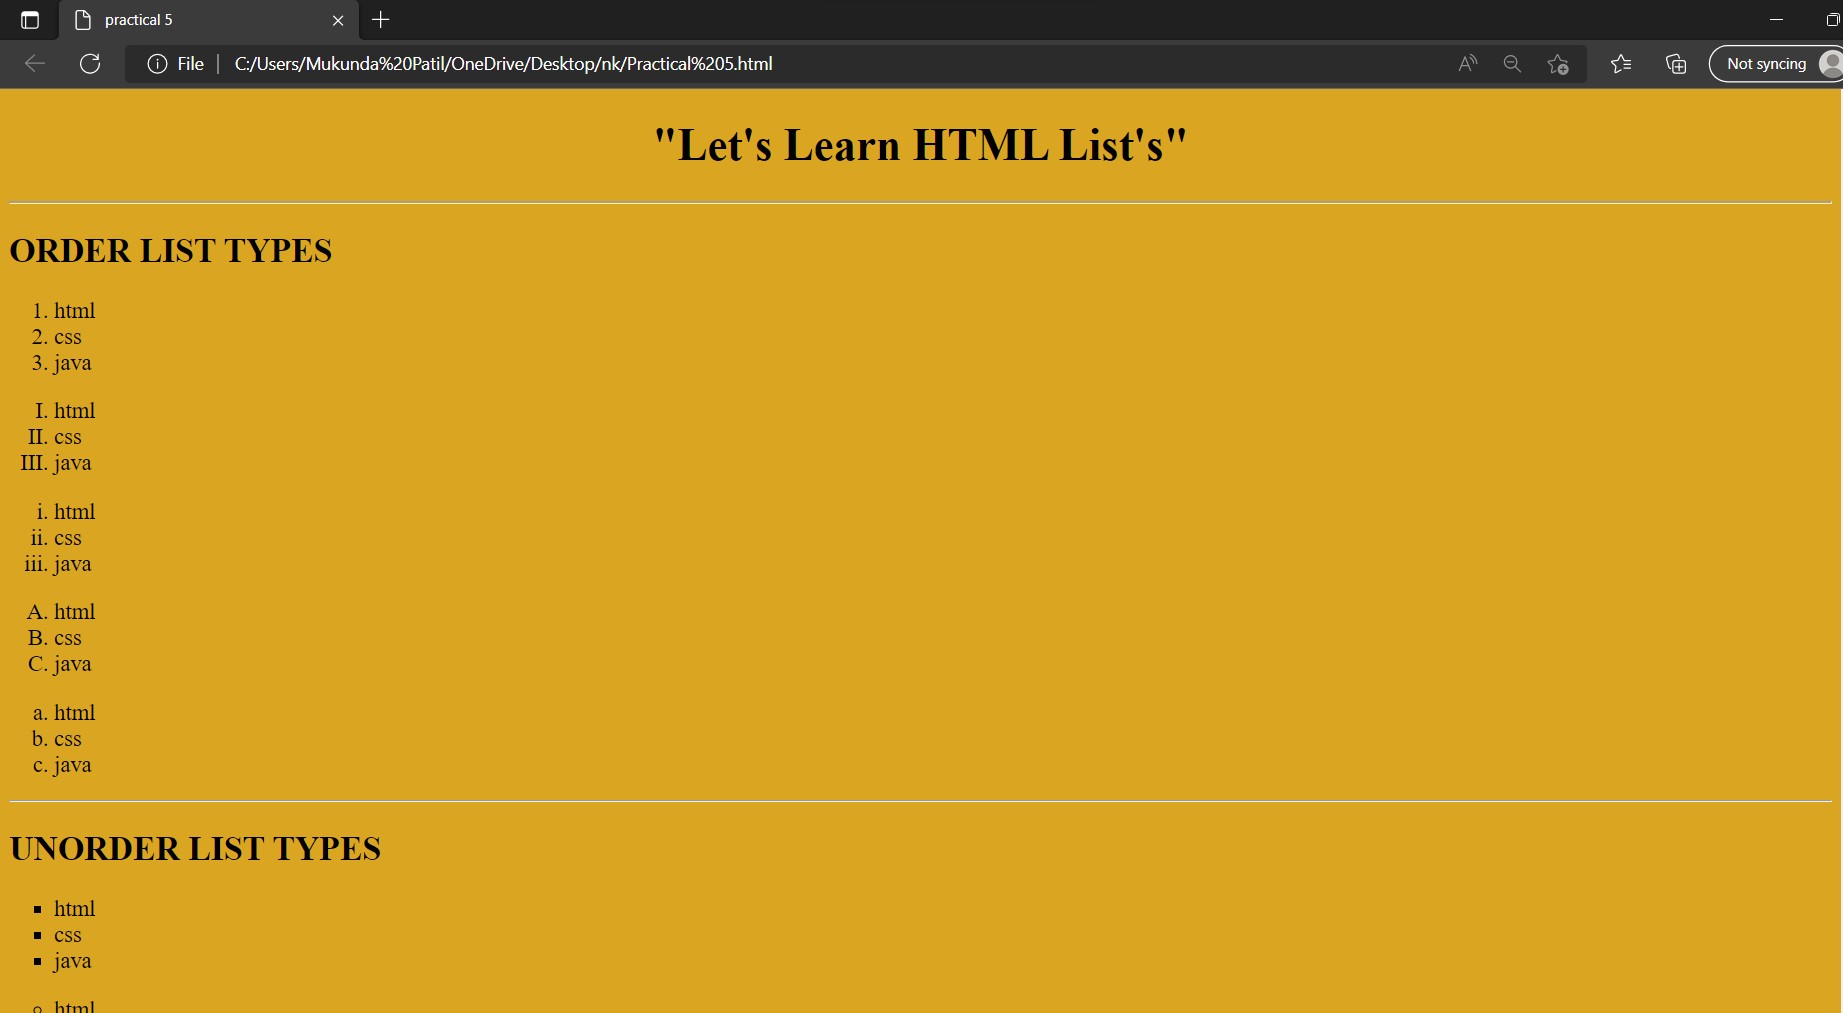 practical 5
File
C:/Users/Mukunda%20Patil/OneDrive/Desktop/nk/Practical%205.html
Not syncing
"Let's Learn HTML List's"
ORDER LIST TYPES
1. html
2. css
3. java
I. html
II. css
III. java
i. html
ii. css
iii. java
A. html
B. css
C. java
a. html
b. css
c. java
UNORDER LIST TYPES
▪ html
▪ css
▪ java
○ html